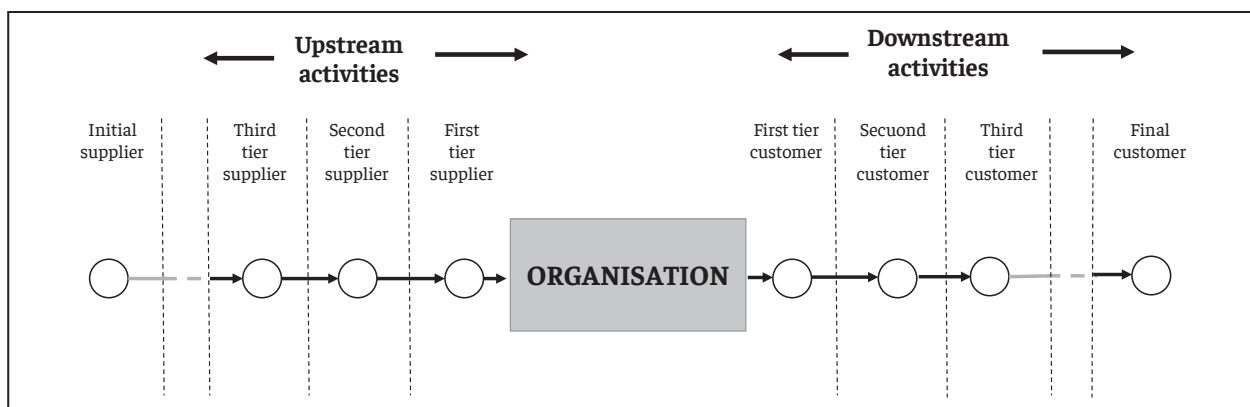 Upstream
activities
Downstream
activities
Initial
supplier
Third
tier
supplier
Second
tier
supplier
First
tier supplier
First tier
customer
Secuond
tier
customer
Third
tier
customer
Final
customer
ORGANISATION